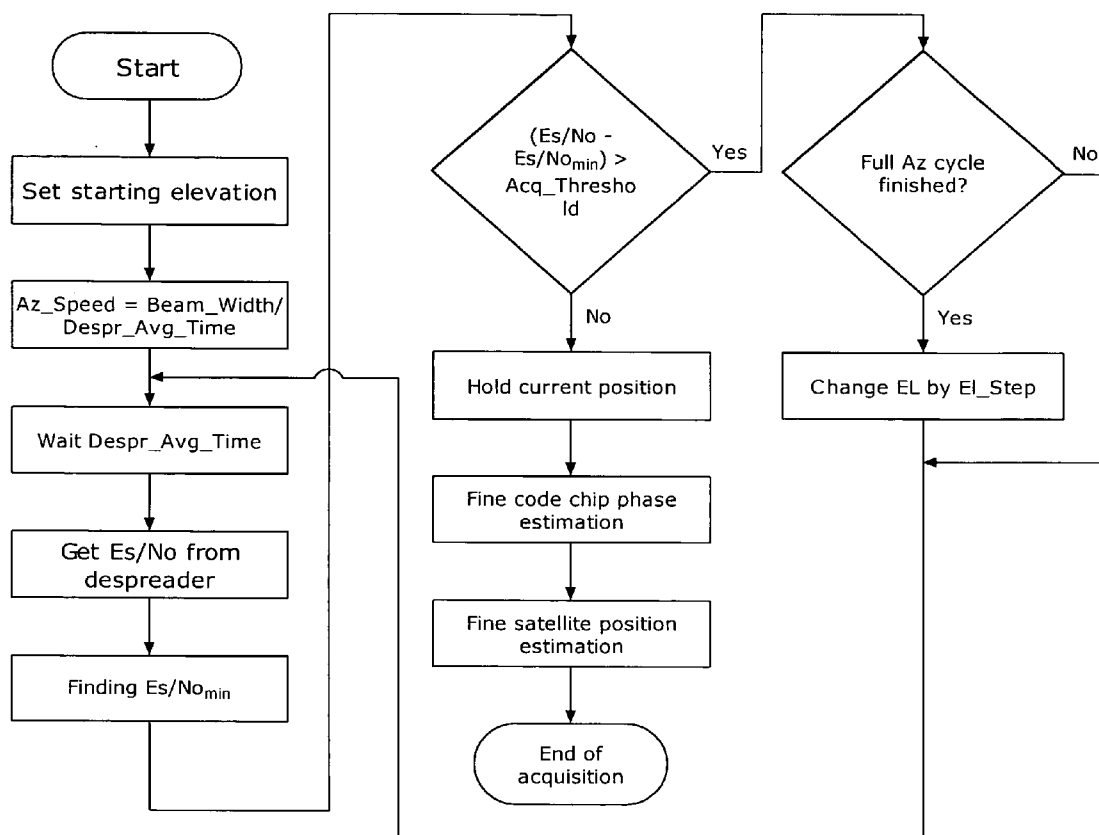 Start
Set starting elevation
Az_Speed = Beam_Width/
Despr_Avg_Time
Wait Despr_Avg_Time
Get Es/No from
despreader
Finding Es/Nomin
(Es/No -
Es/Nomin) >
Acq_Thresho
ld
Yes
No
Hold current position
Fine code chip phase
estimation
Fine satellite position
estimation
End of
acquisition
Full Az cycle
finished?
No
Yes
Change EL by El_Step